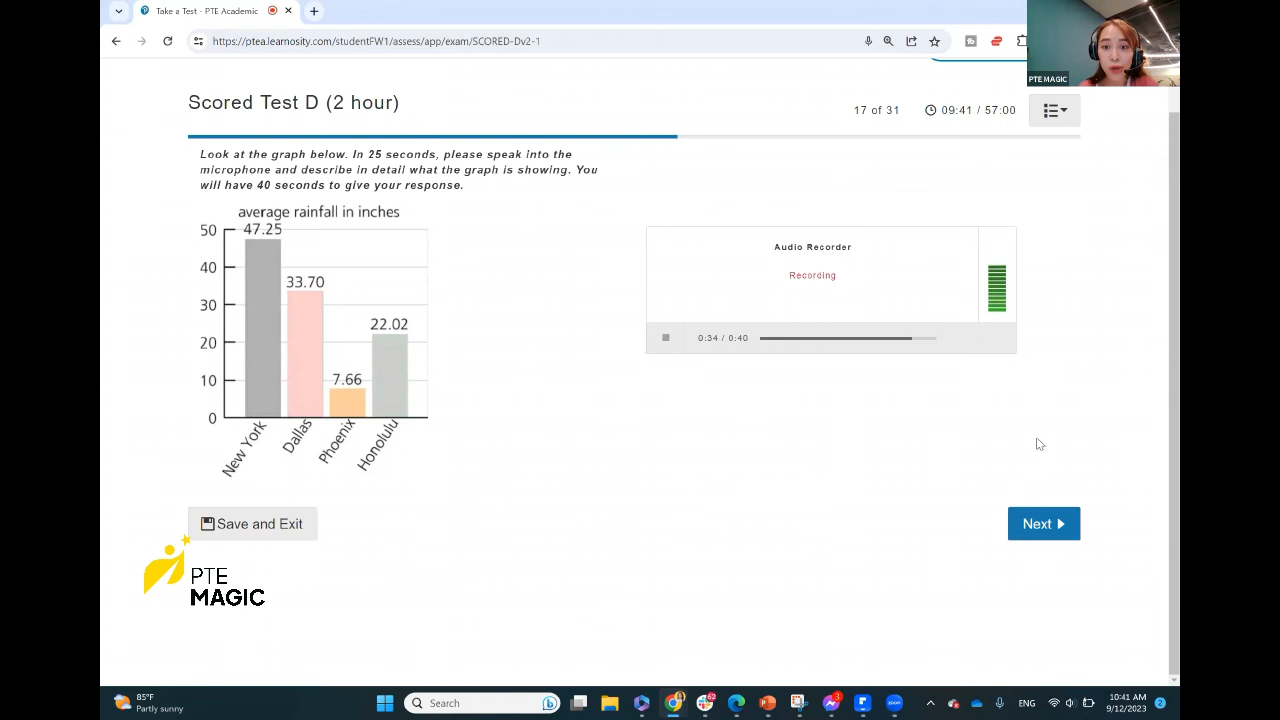 Take a Test - PTE Academic
https://ptea.learnosity.com/studentFW1/assess/app/exam/SCORED-Dv2-1
PTE MAGIC
Scored Test D (2 hour)
17 of 31
09:41 / 57:00
Look at the graph below. In 25 seconds, please speak into the
microphone and describe in detail what the graph is showing. You
will have 40 seconds to give your response.
average rainfall in inches
50
40
30
20
10
0
47.25
33.70
7.66
22.02
New York
Dallas
Phoenix
Honolulu
Audio Recorder
Recording
0:34 / 0:40
Save and Exit
Next
PTE
MAGIC
85°F
Partly sunny
Search
62
3
zoom
ENG
10:41 AM
9/12/2023
2